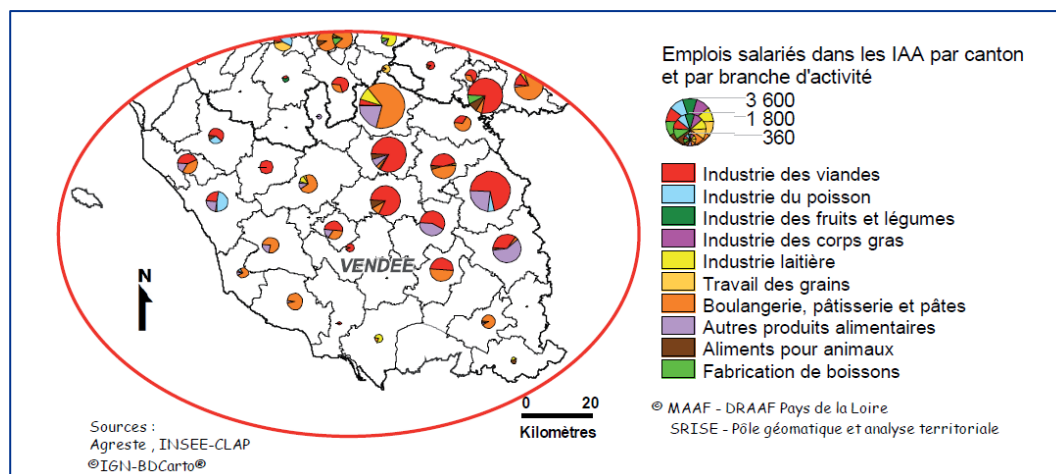 Emplois salariés dans les IAA par canton
et par branche d'activité
3 600
1 800
360
Industrie des viandes
Industrie du poisson
Industrie des fruits et légumes
Industrie des corps gras
Industrie laitière
Travail des grains
Boulangerie, pâtisserie et pâtes
Autres produits alimentaires
Aliments pour animaux
Fabrication de boissons
VENDÉE
N
0 20
Kilomètres
© MAAF - DRAAF Pays de la Loire
SRISE - Pôle géomatique et analyse territoriale
Sources :
Agreste , INSEE-CLAP
©IGN-BDCarto®